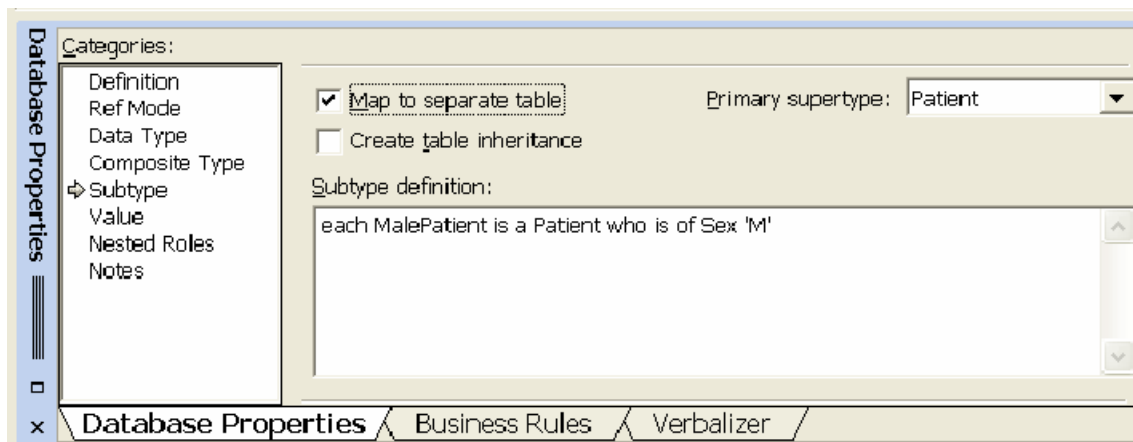 Database Properties
Categories:
Definition
Ref Mode
Data Type
Composite Type
Subtype
Value
Nested Roles
Notes
Map to separate table
Primary supertype: Patient
Create table inheritance
Subtype definition:
each MalePatient is a Patient who is of Sex 'M'
Database Properties Business Rules Verbalizer